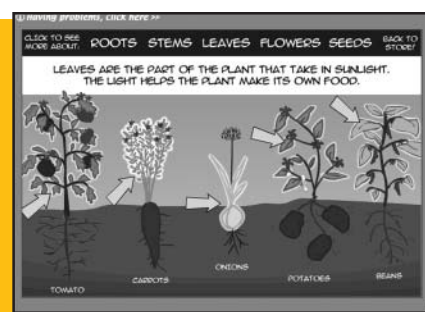 Having problems, click here >>
CLICK TO SEE MORE ABOUT: ROOTS STEMS LEAVES FLOWERS SEEDS BACK TO STORE!
LEAVES ARE THE PART OF THE PLANT THAT TAKE IN SUNLIGHT.
THE LIGHT HELPS THE PLANT MAKE ITS OWN FOOD.
TOMATO
CARROTS
ONIONS
POTATOES
BEANS